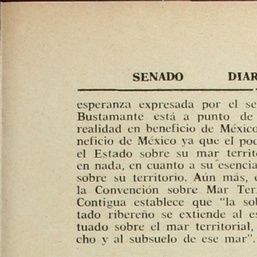 SENADO DIAR
esperanza expresada por el se
Bustamante está a punto de
realidad en beneficio de México
neficio de México ya que el pod
el Estado sobre su mar territo
en nada, en cuanto a su esencia
sobre su territorio. Aún más, e
la Convención sobre Mar Ter
Contigua establece que "la sob
tado ribereño se extiende al es
tuado sobre el mar territorial,
cho y al subsuelo de ese mar".